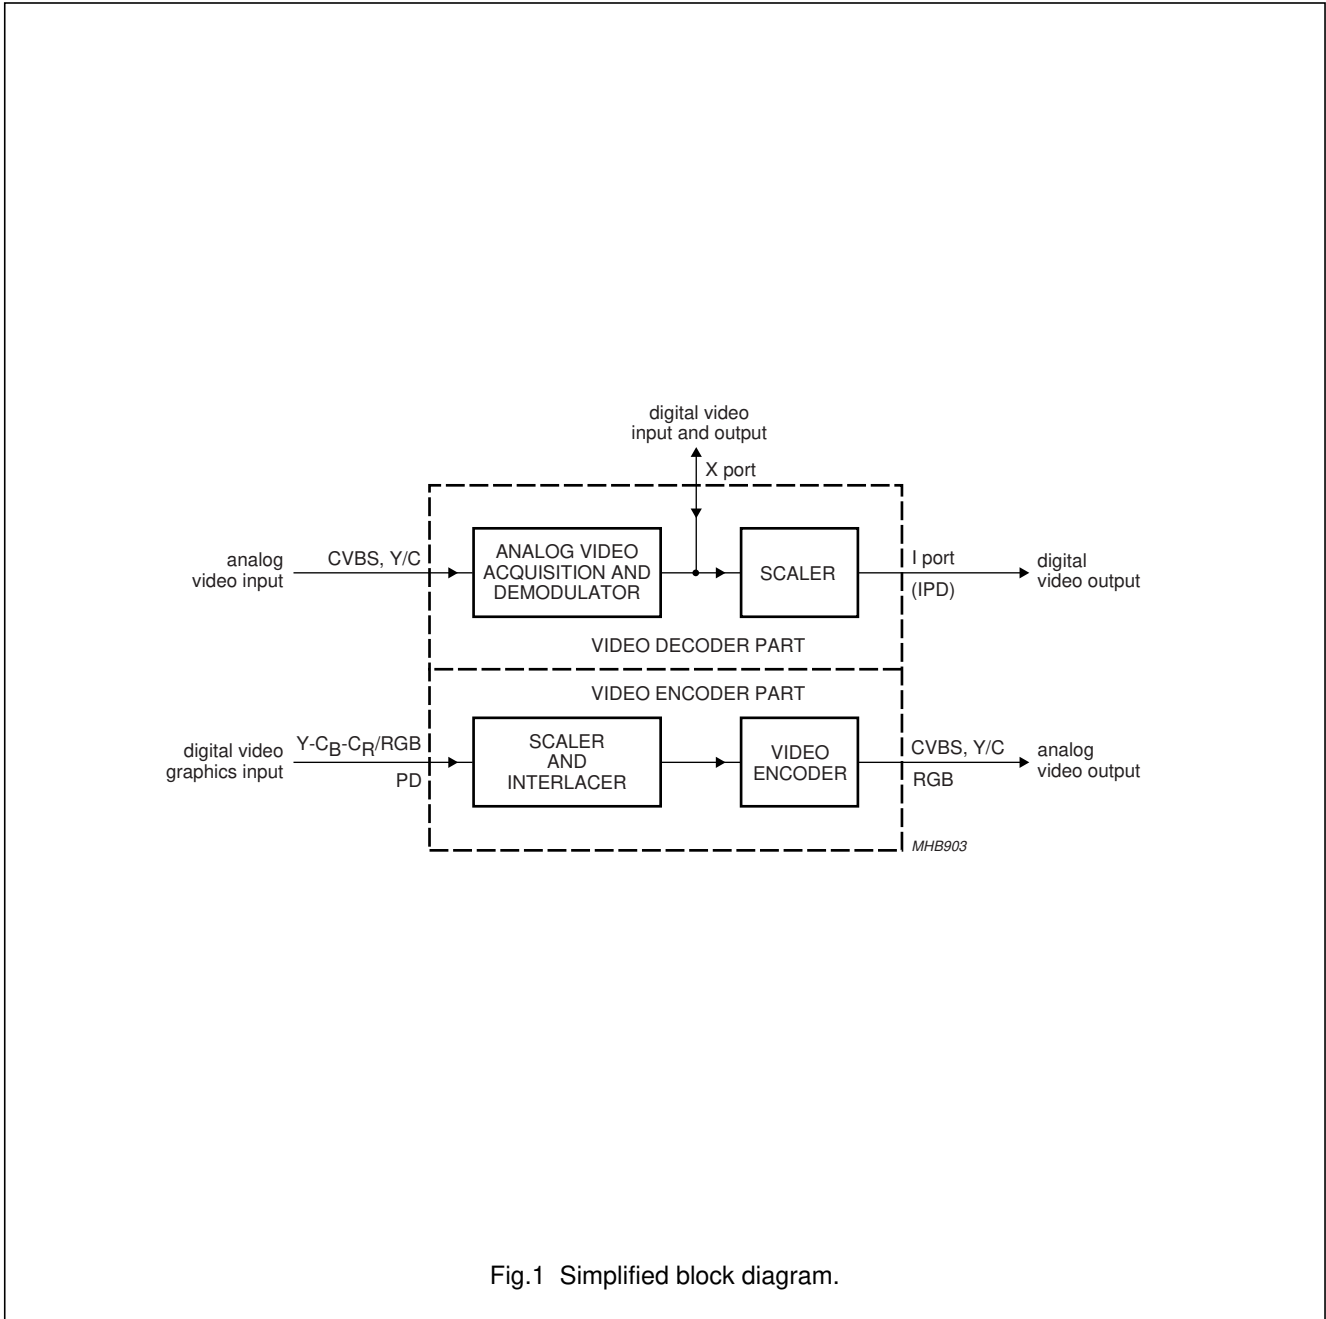 digital video
input and output
X port
analog
video input
CVBS, Y/C
ANALOG VIDEO
ACQUISITION AND
DEMODULATOR
SCALER
I port
(IPD)
digital
video output
VIDEO DECODER PART
VIDEO ENCODER PART
digital video
graphics input
Y-CB-CR/RGB
PD
SCALER
AND
INTERLACER
VIDEO
ENCODER
CVBS, Y/C
RGB
analog
video output
MHB903
Fig.1 Simplified block diagram.